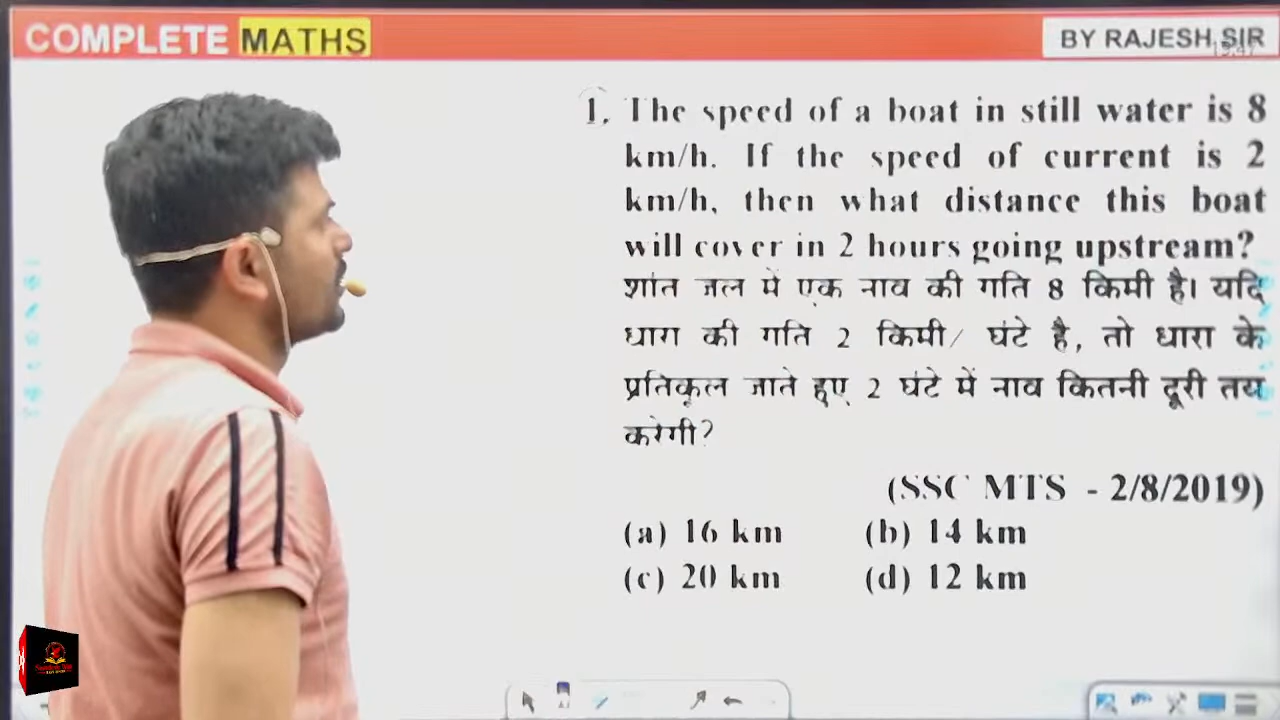 COMPLETE MATHS
BY RAJESH SIR
1. The speed of a boat in still water is 8
km/h. If the speed of current is 2
km/h, then what distance this boat
will cover in 2 hours going upstream?
शांत जल में एक नाव की गति 8 किमी है। यदि
धारा की गति 2 किमी/ घंटे है, तो धारा के
प्रतिकूल जाते हुए 2 घंटे में नाव कितनी दूरी तय
करेगी?
(SSC MTS - 2/8/2019)
(a) 16 km (b) 14 km
(c) 20 km (d) 12 km